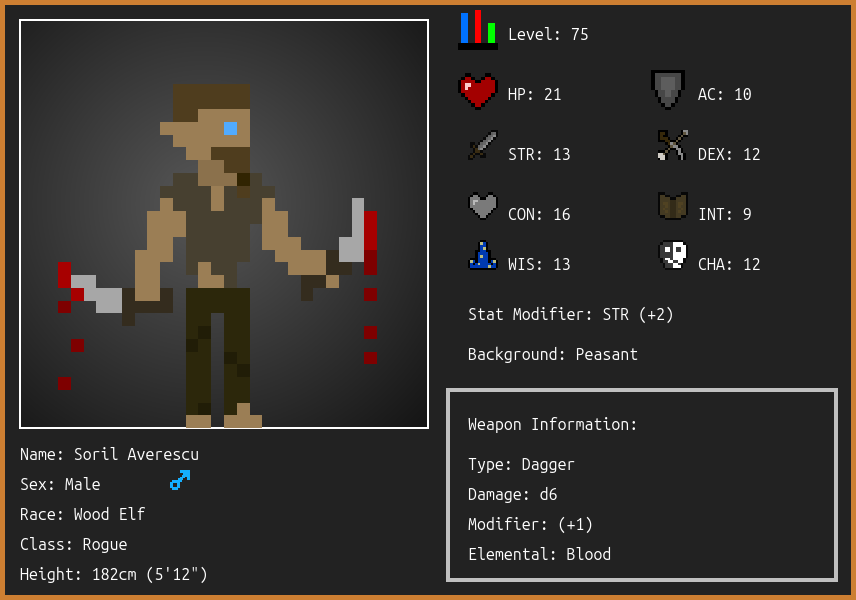 Level: 75
HP: 21
AC: 10
STR: 13
DEX: 12
CON: 16
INT: 9
WIS: 13
CHA: 12
Stat Modifier: STR (+2)
Background: Peasant
Weapon Information:
Type: Dagger
Damage: d6
Modifier: (+1)
Elemental: Blood
Name: Soril Averescu
Sex: Male
Race: Wood Elf
Class: Rogue
Height: 182cm (5'12")